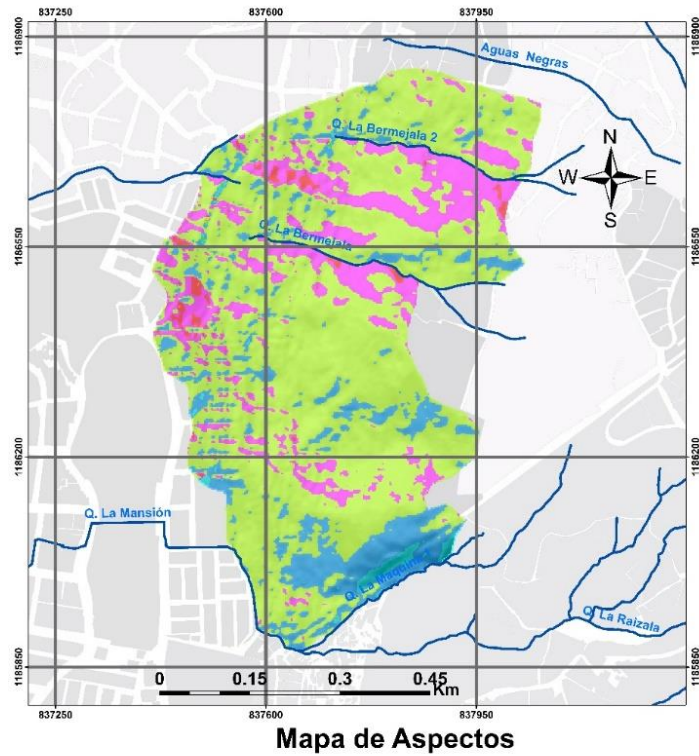 837250
837600
837950
1186900
1186900
Aguas Negras
Q. La Bermejala 2
N
W
E
S
Q. La Bermejala
1186550
1186550
1186200
1186200
Q. La Mansión
Q. La Raizala
1185850
1185850
0
0.15
0.3
0.45
Km
837250
837600
837950
Mapa de Aspectos